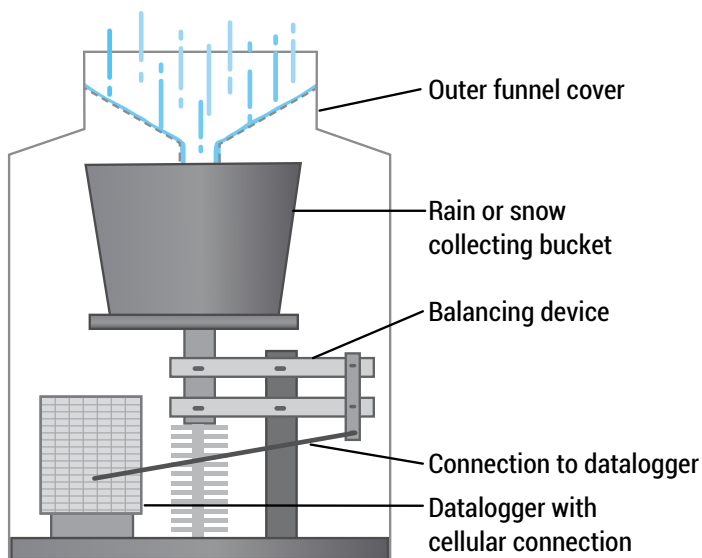 Outer funnel cover
Rain or snow
collecting bucket
Balancing device
Connection to datalogger
Datalogger with
cellular connection